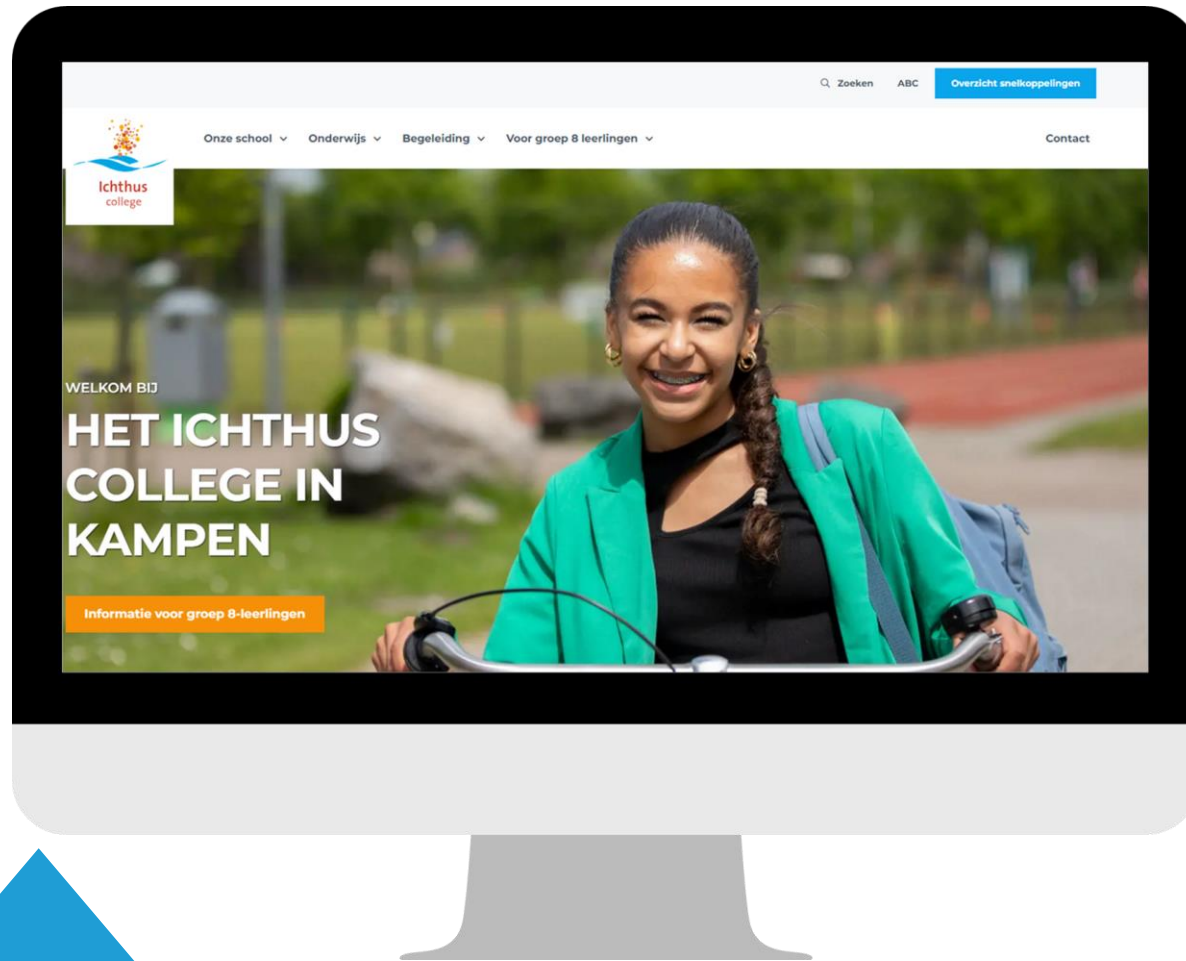 Zoeken ABC Overzicht snelkoppelingen
Onze school Onderwijs Begeleiding Voor groep 8 leerlingen Contact
Ichthus
college
WELKOM BIJ
HET ICHTHUS
COLLEGE IN
KAMPEN
Informatie voor groep 8-leerlingen